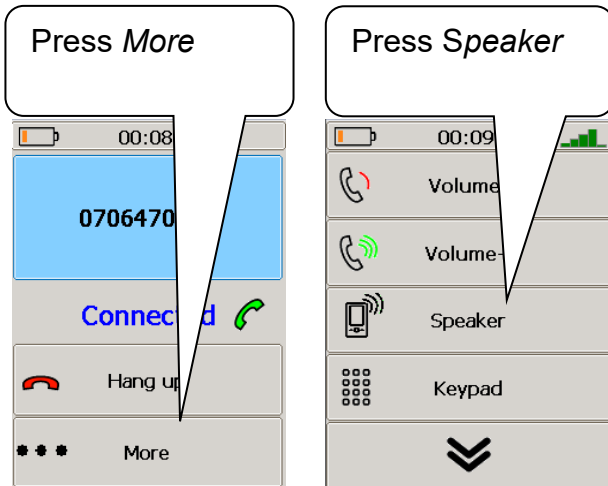 Press More
00:08
0706470
Connected
Hang up
More
Press Speaker
00:09
Volume
Volume-
Speaker
Keypad